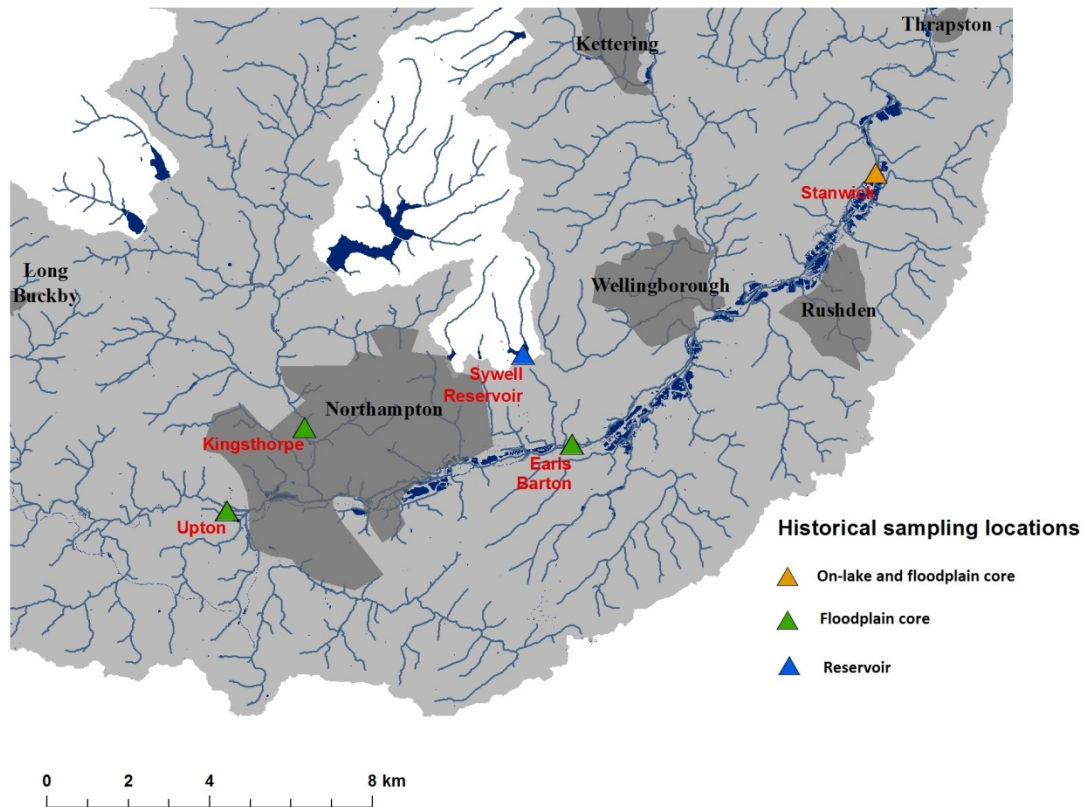 Thrapston
Kettering
Stanwick
Long
Buckby
Wellingborough
Rushden
Sywell
Reservoir
Northampton
Kingsthorpe
Earls
Barton
Upton
Historical sampling locations
On-lake and floodplain core
Floodplain core
Reservoir
0 2 4 8 km